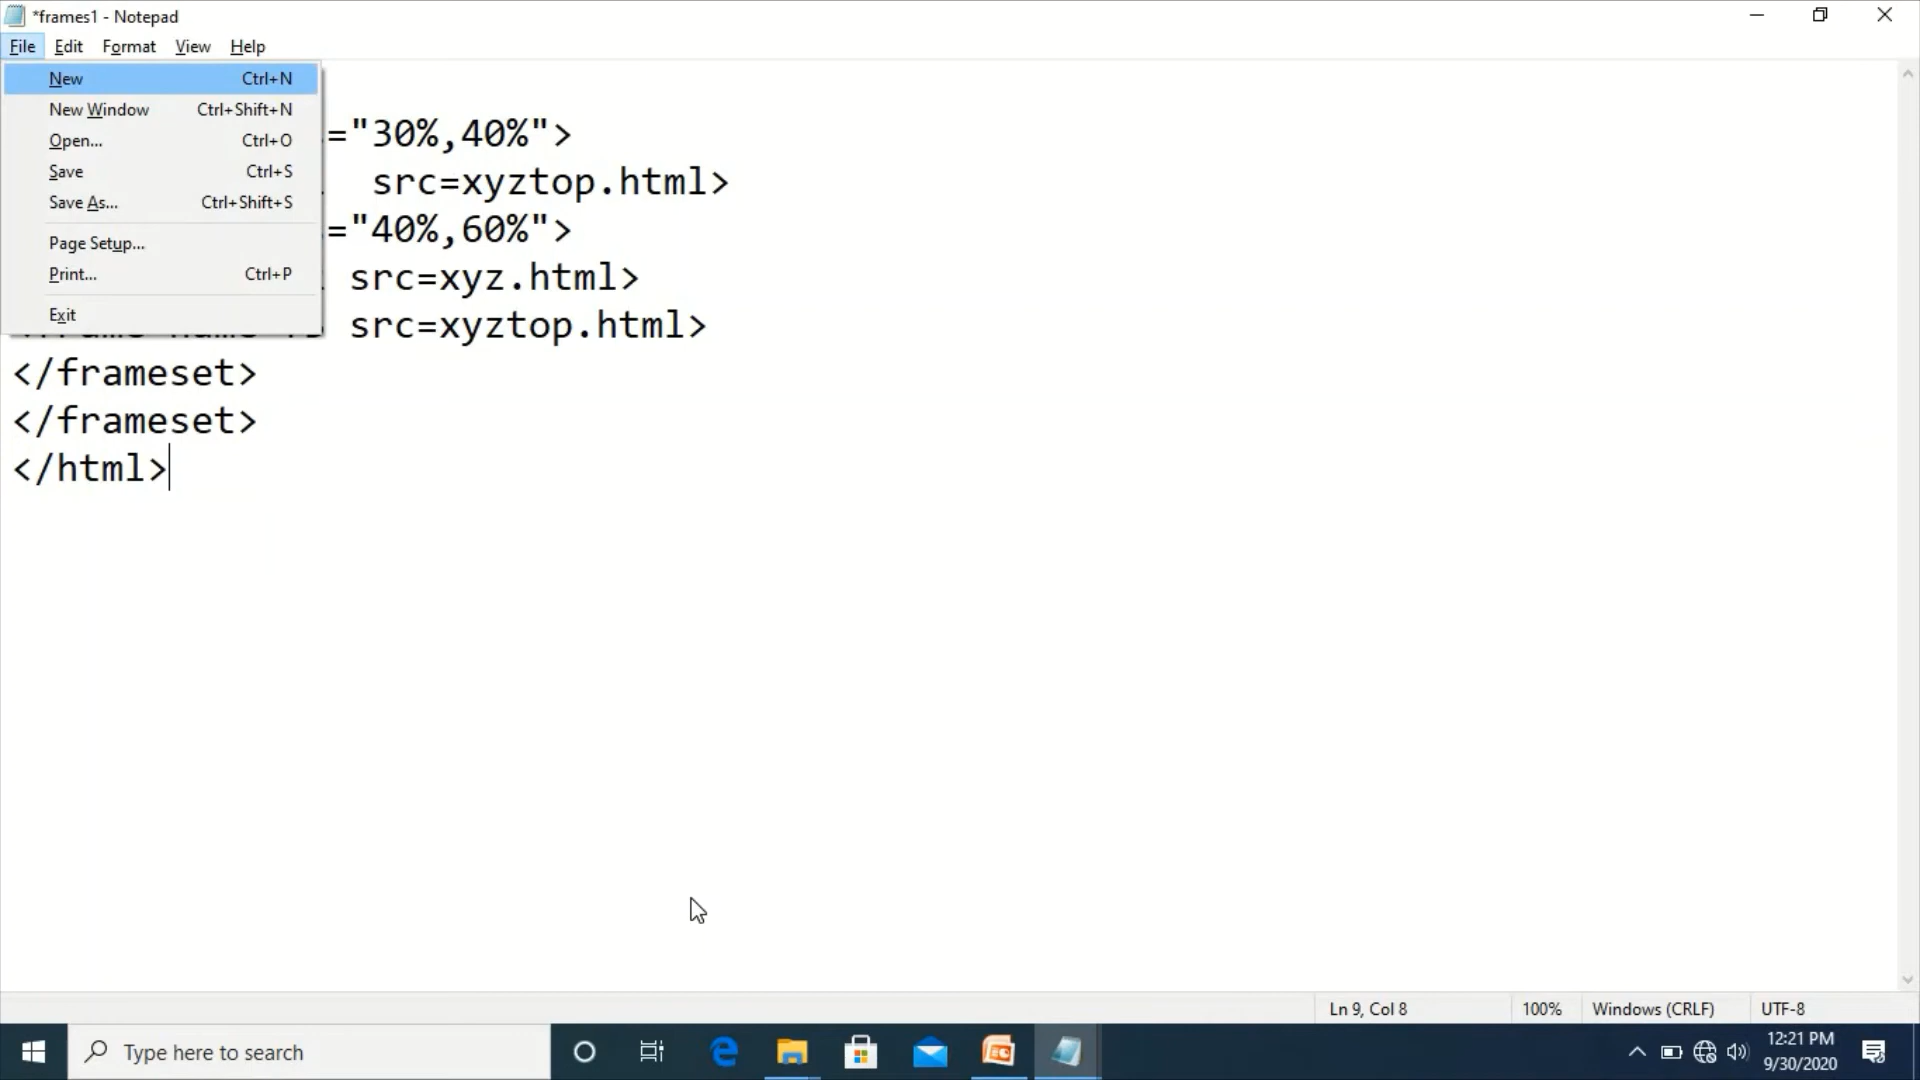 *frames1 - Notepad
File Edit Format View Help
New Ctrl+N
New Window Ctrl+Shift+N
Open... Ctrl+O
Save Ctrl+S
Save As... Ctrl+Shift+S
Page Setup...
Print... Ctrl+P
Exit
="30%,40%">
src=xyztop.html>
="40%,60%">
src=xyz.html>
src=xyztop.html>
</frameset>
</frameset>
</html>
Ln 9, Col 8 100% Windows (CRLF) UTF-8
Type here to search
12:21 PM
9/30/2020